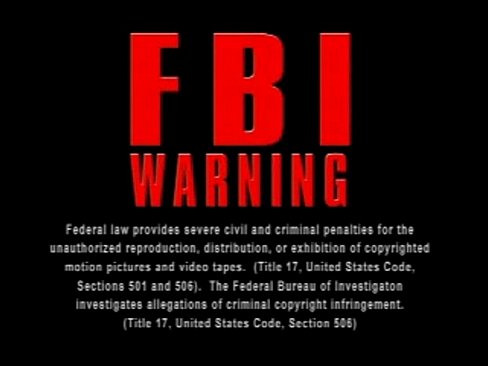 FBI
WARNING
Federal law provides severe civil and criminal penalties for the
unauthorized reproduction, distribution, or exhibition of copyrighted
motion pictures and video tapes. (Title 17, United States Code,
Sections 501 and 506). The Federal Bureau of Investigaton
investigates allegations of criminal copyright infringement.
(Title 17, United States Code, Section 506)